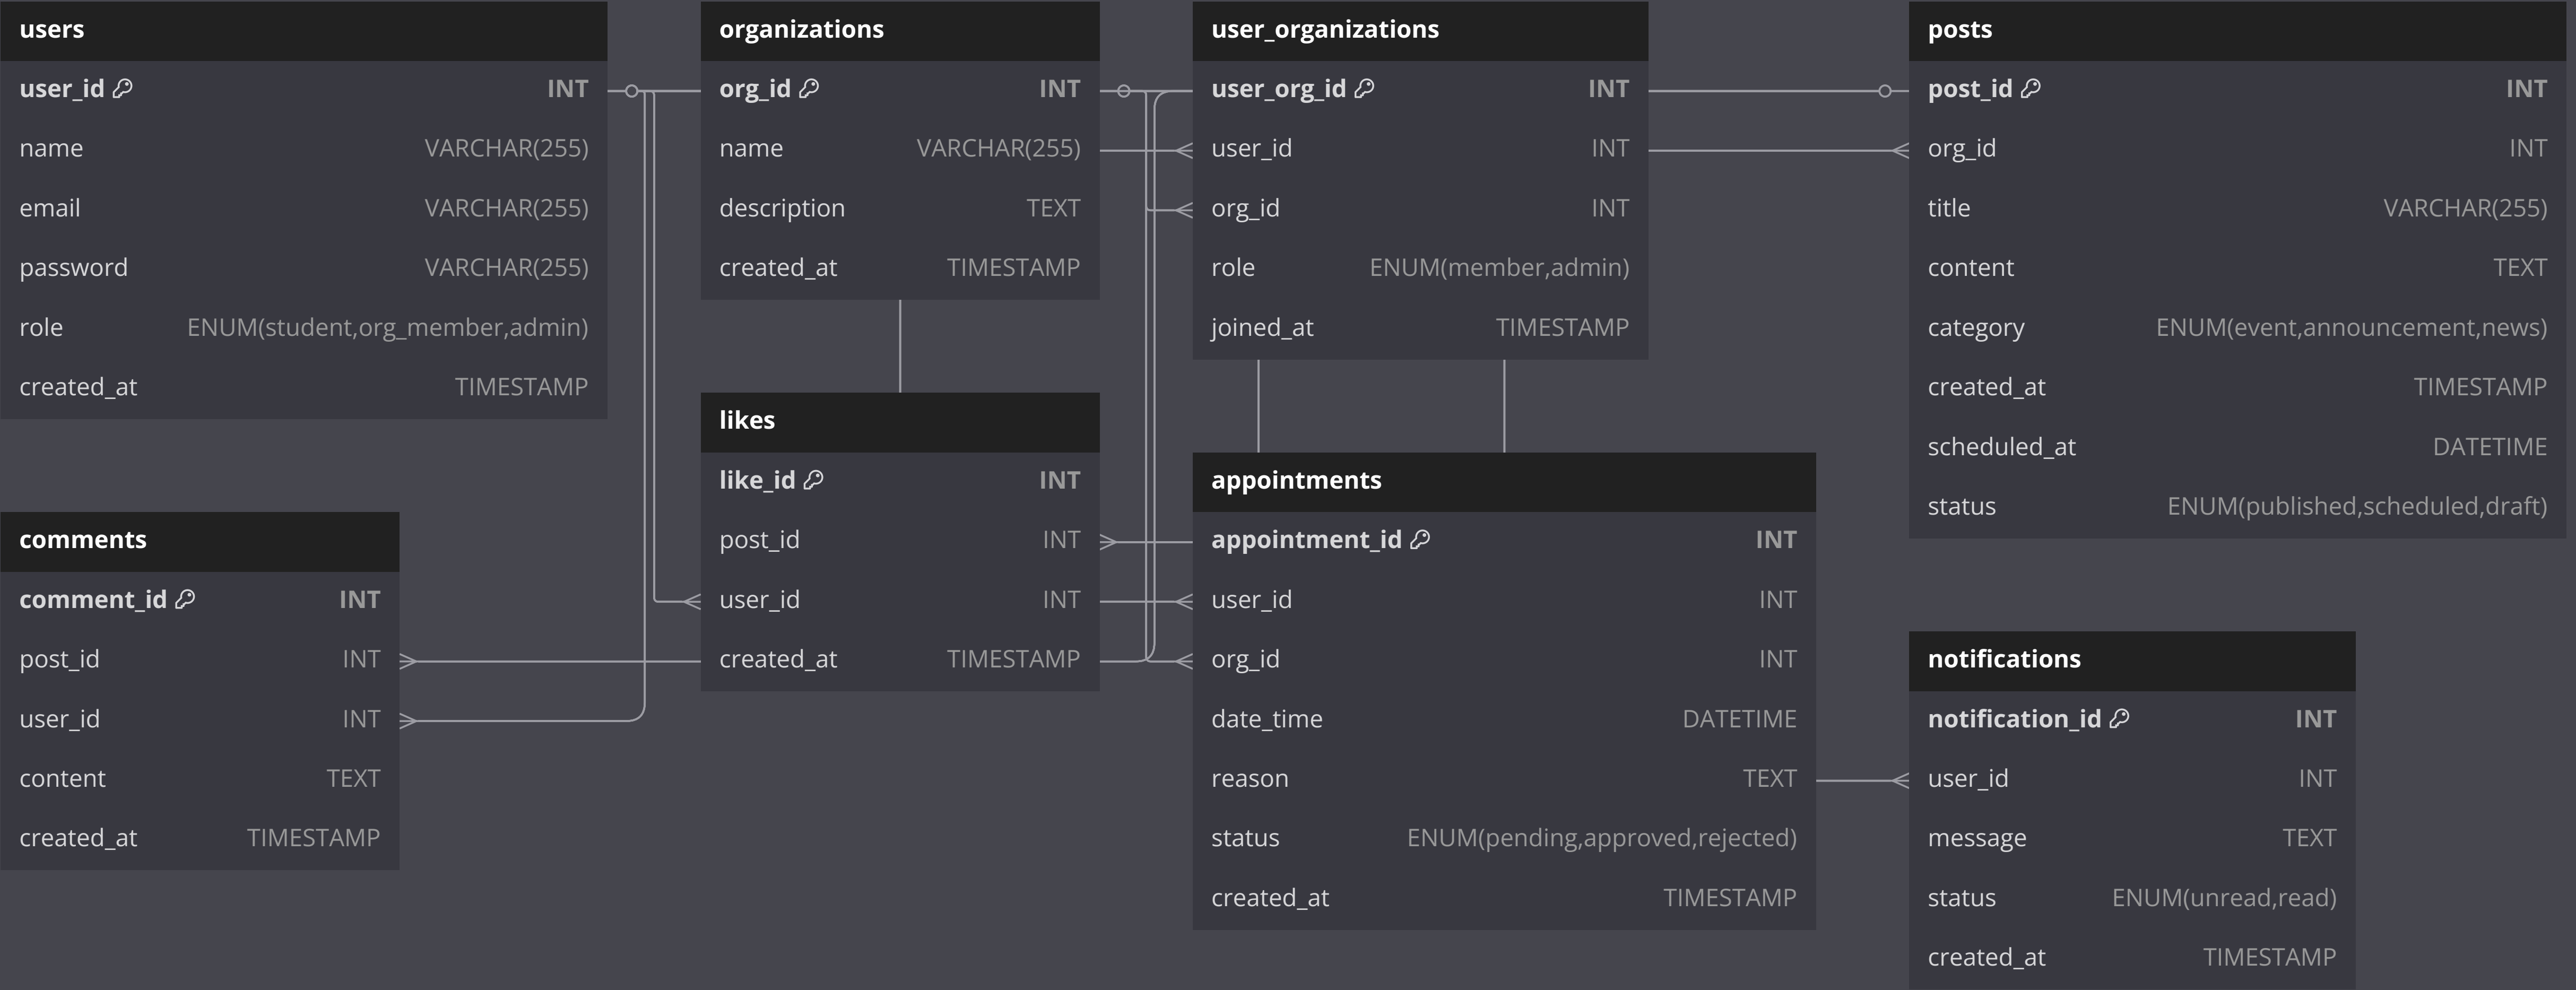 users
user_id INT
name VARCHAR(255)
email VARCHAR(255)
password VARCHAR(255)
role ENUM(student,org_member,admin)
created_at TIMESTAMP
organizations
org_id INT
name VARCHAR(255)
description TEXT
created_at TIMESTAMP
user_organizations
user_org_id INT
user_id INT
org_id INT
role ENUM(member,admin)
joined_at TIMESTAMP
posts
post_id INT
org_id INT
title VARCHAR(255)
content TEXT
category ENUM(event,announcement,news)
created_at TIMESTAMP
scheduled_at DATETIME
status ENUM(published,scheduled,draft)
comments
comment_id INT
post_id INT
user_id INT
content TEXT
created_at TIMESTAMP
likes
like_id INT
post_id INT
user_id INT
created_at TIMESTAMP
appointments
appointment_id INT
user_id INT
org_id INT
date_time DATETIME
reason TEXT
status ENUM(pending,approved,rejected)
created_at TIMESTAMP
notifications
notification_id INT
user_id INT
message TEXT
status ENUM(unread,read)
created_at TIMESTAMP